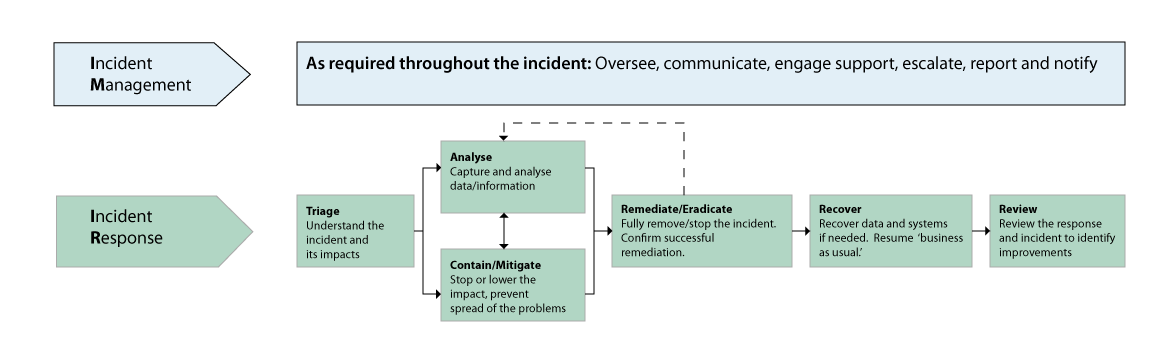 Incident
Management
As required throughout the incident: Oversee, communicate, engage support, escalate, report and notify
Incident
Response
Triage
Understand the
incident and
its impacts
Analyse
Capture and analyse
data/information
Contain/Mitigate
Stop or lower the
impact, prevent
spread of the problems
Remediate/Eradicate
Fully remove/stop the incident.
Confirm successful
remediation.
Recover
Recover data and systems
if needed.  Resume ‘business
as usual.’
Review
Review the response
and incident to identify
improvements